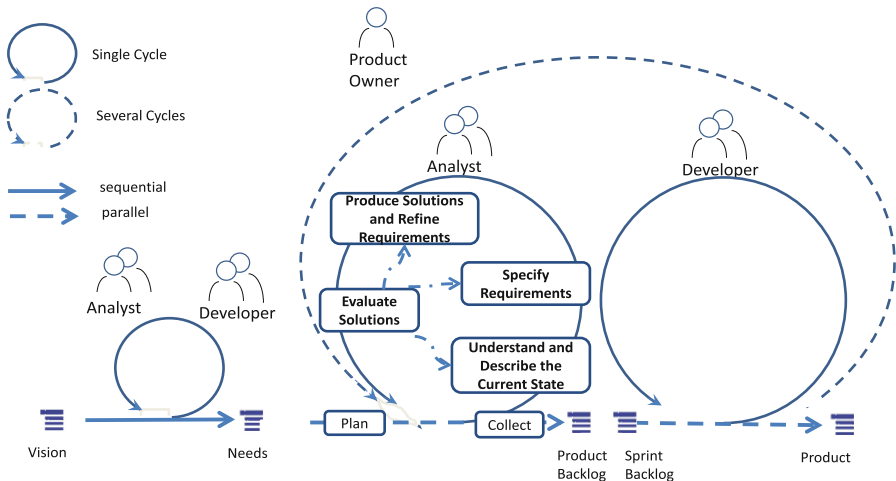 Single Cycle
Several Cycles
sequential
parallel
Analyst
Developer
Vision
Needs
Product
Owner
Analyst
Developer
Produce Solutions
and Refine
Requirements
Specify
Requirements
Evaluate
Solutions
Understand and
Describe the
Current State
Plan
Collect
Product
Backlog
Sprint
Backlog
Product